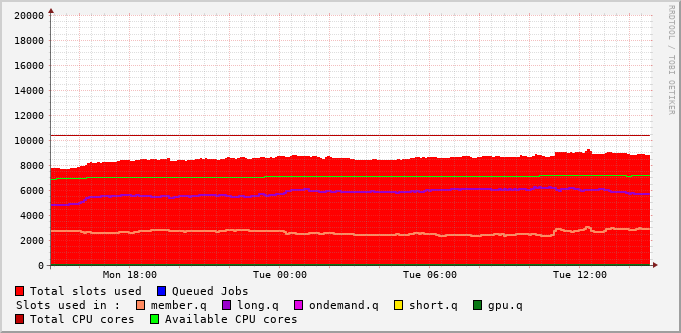 20000
18000
16000
14000
12000
10000
8000
6000
4000
2000
0
Mon 18:00 Tue 00:00 Tue 06:00 Tue 12:00
Total slots used Queued Jobs
Slots used in : member.q long.q ondemand.q short.q gpu.q
Total CPU cores Available CPU cores
RRDTOOL / TOBI OETIKER